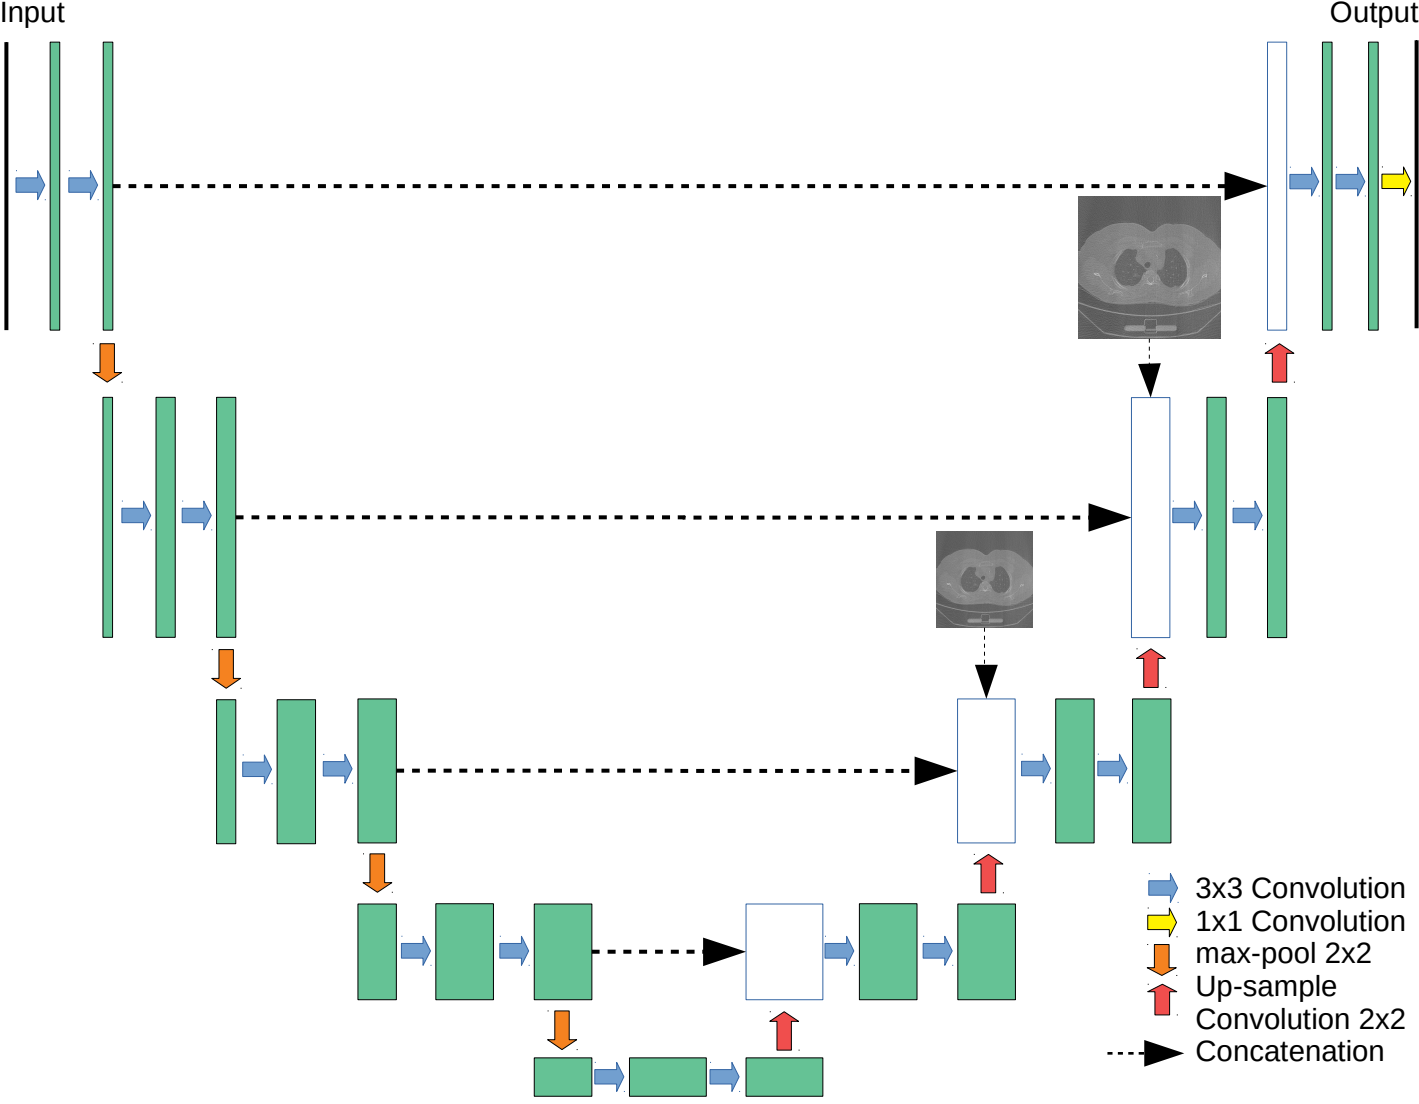 Input
Output
3x3 Convolution
1x1 Convolution
max-pool 2x2
Up-sample
Convolution 2x2
Concatenation